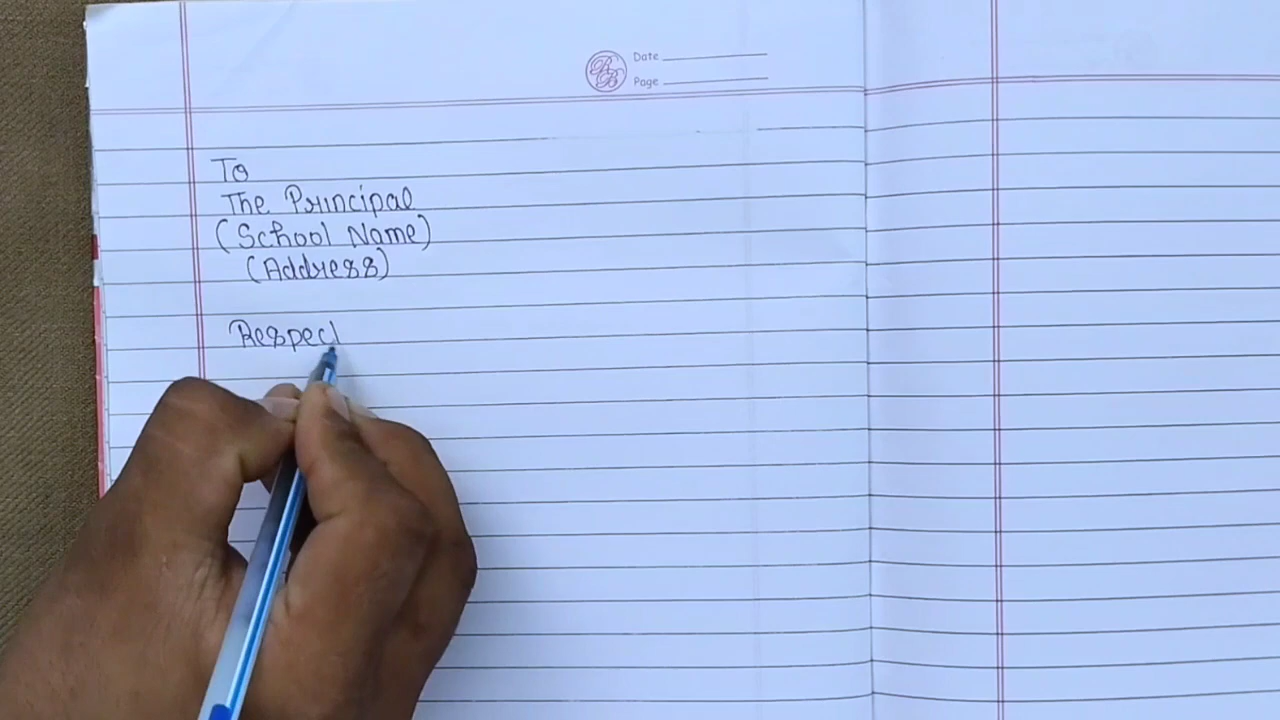 Date
Page
To
The Principal
(School Name)
(Address)
Respect